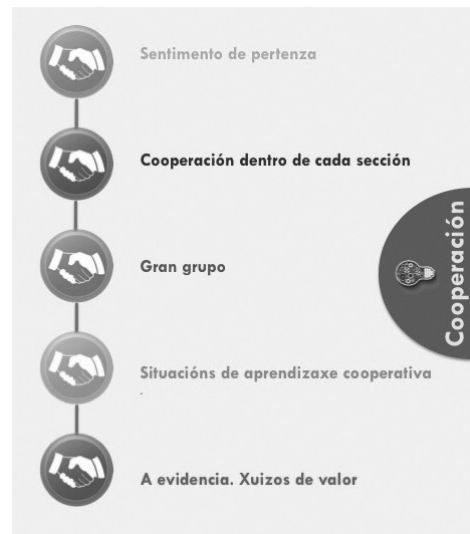 Sentimento de pertenza
Cooperación dentro de cada sección
Gran grupo
Situacións de aprendizaxe cooperativa
.
A evidencia. Xuizos de valor
Cooperación